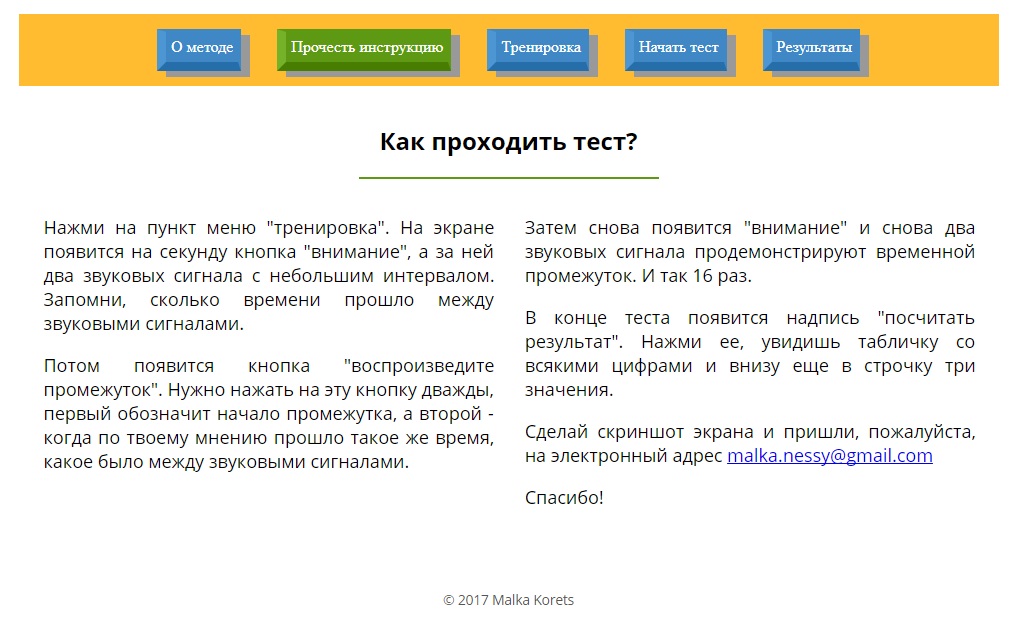 О методе
Прочесть инструкцию
Тренировка
Начать тест
Результаты
Как проходить тест?
Нажми на пункт меню "тренировка". На экране
появится на секунду кнопка "внимание", а за ней
два звуковых сигнала с небольшим интервалом.
Запомни, сколько времени прошло между
звуковыми сигналами.
Потом появится кнопка "воспроизведите
промежуток". Нужно нажать на эту кнопку дважды,
первый обозначит начало промежутка, а второй -
когда по твоему мнению прошло такое же время,
какое было между звуковыми сигналами.
Затем снова появится "внимание" и снова два
звуковых сигнала продемонстрируют временной
промежуток. И так 16 раз.
В конце теста появится надпись "посчитать
результат". Нажми ее, увидишь табличку со
всякими цифрами и внизу еще в строчку три
значения.
Сделай скриншот экрана и пришли, пожалуйста,
на электронный адрес malka.nessy@gmail.com
Спасибо!
© 2017 Malka Korets